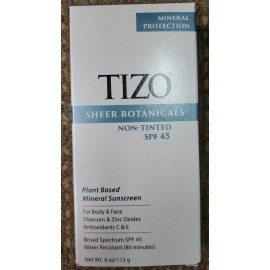 MINERAL
PROTECTION
TIZO®
SHEER BOTANICALS
NON-TINTED
SPF 45
Plant Based
Mineral Sunscreen
For Body & Face
Titanium & Zinc Oxides
Antioxidants C & E
Broad Spectrum SPF 45
Water Resistant (80 minutes)
Net Wt. 4 oz/113 g